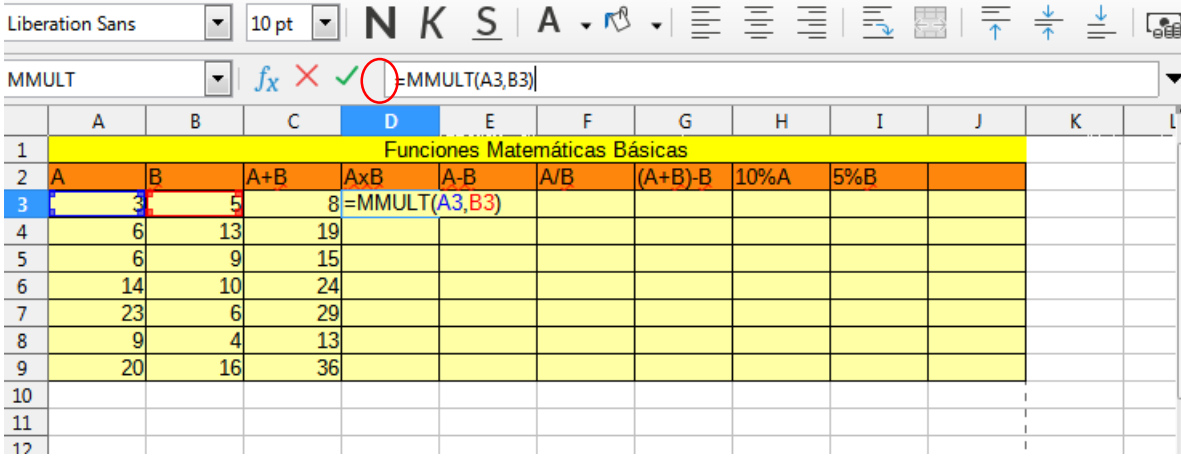 Liberation Sans 10 pt N K S A
MMULT fx =MMULT(A3,B3)
A B C D E F G H I J K L
1 Funciones Matemáticas Básicas
2 A B A+B AxB A-B A/B (A+B)-B 10%A 5%B
3 3 5 8 =MMULT(A3,B3)
4 6 13 19
5 6 9 15
6 14 10 24
7 23 6 29
8 9 4 13
9 20 16 36
10
11
12